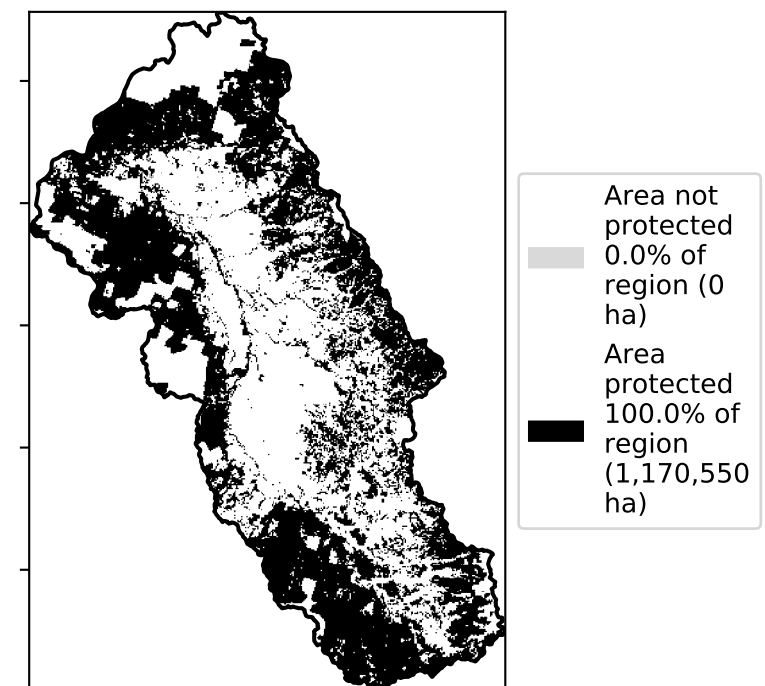 Area not
protected
0.0% of
region (0
ha)
Area
protected
100.0% of
region
(1,170,550
ha)